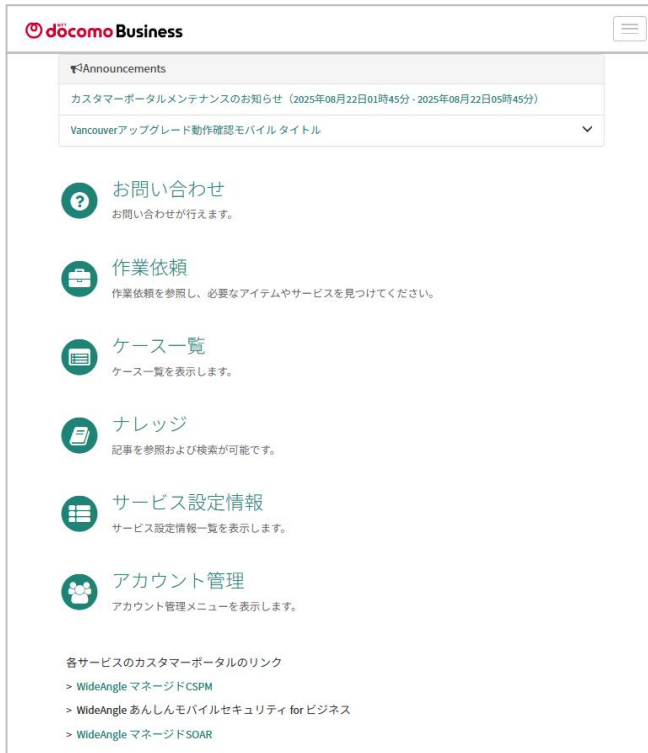 NTT
döcomo Business
Announcements
カスタマーポータルメンテナンスのお知らせ（2025年08月22日01時45分 - 2025年08月22日05時45分）
Vancouverアップグレード動作確認モバイル タイトル
お問い合わせ
お問い合わせが行えます。
作業依頼
作業依頼を参照し、必要なアイテムやサービスを見つけてください。
ケース一覧
ケース一覧を表示します。
ナレッジ
記事を参照および検索が可能です。
サービス設定情報
サービス設定情報一覧を表示します。
アカウント管理
アカウント管理メニューを表示します。
各サービスのカスタマーポータルのリンク
> WideAngle マネージドCSPM
> WideAngle あんしんモバイルセキュリティ for ビジネス
> WideAngle マネージドSOAR